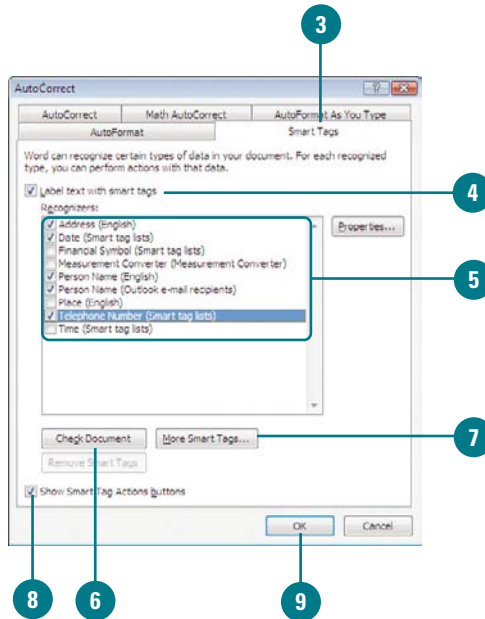 3
AutoCorrect
AutoCorrect Math AutoCorrect AutoFormat As You Type
AutoFormat Smart Tags
Word can recognize certain types of data in your document. For each recognized
type, you can perform actions with that data.
Label text with smart tags
4
Recognizers:
Address (English)
Properties...
Date (Smart tag lists)
Financial Symbol (Smart tag lists)
Measurement Converter (Measurement Converter)
5
Person Name (English)
Person Name (Outlook e-mail recipients)
Place (English)
Telephone Number (Smart tag lists)
Time (Smart tag lists)
Check Document More Smart Tags...
7
Remove Smart Tags
Show Smart Tag Actions buttons
OK Cancel
8 6 9